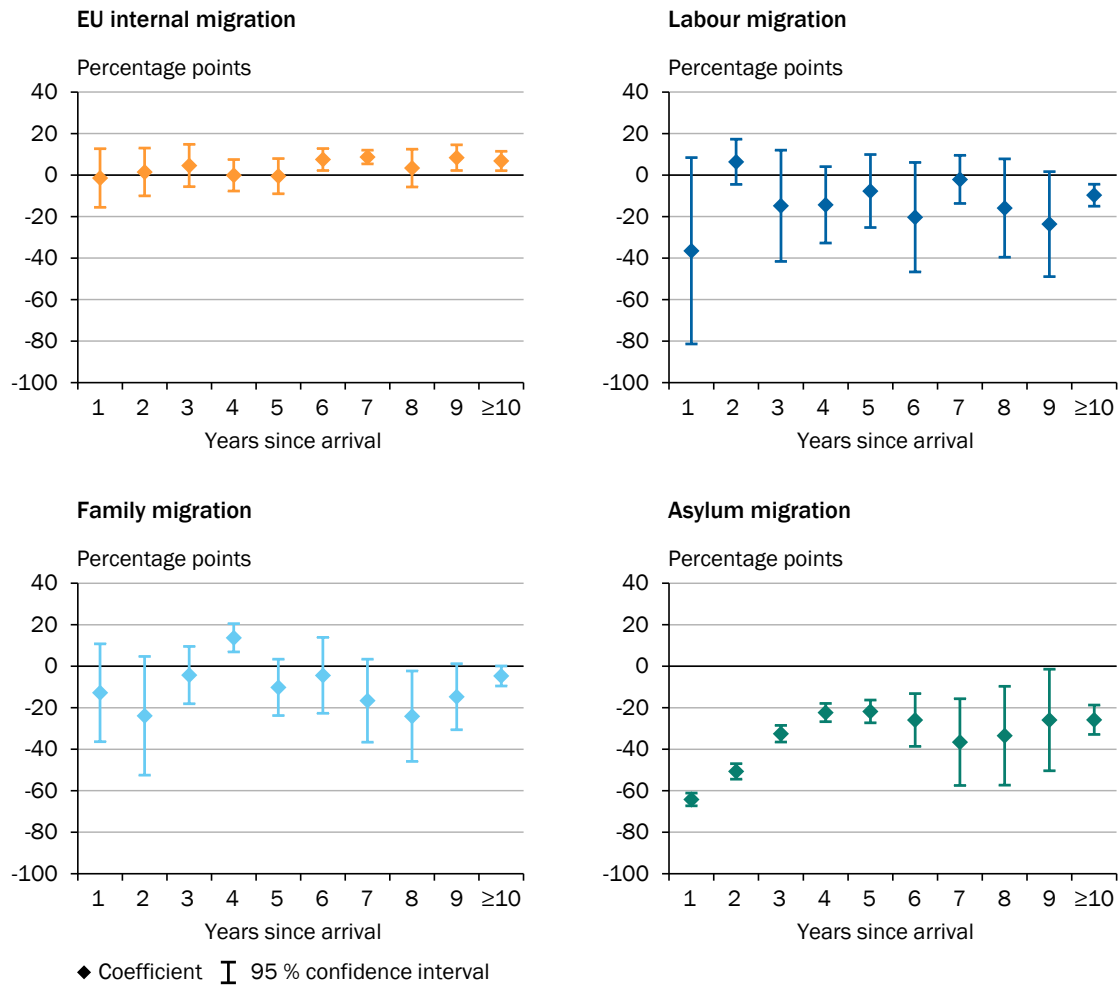 EU internal migration
Percentage points
40
20
0
-20
-40
-60
-80
-100
1 2 3 4 5 6 7 8 9 ≥10
Years since arrival
Labour migration
Percentage points
40
20
0
-20
-40
-60
-80
-100
1 2 3 4 5 6 7 8 9 ≥10
Years since arrival
Family migration
Percentage points
40
20
0
-20
-40
-60
-80
-100
1 2 3 4 5 6 7 8 9 ≥10
Years since arrival
Asylum migration
Percentage points
40
20
0
-20
-40
-60
-80
-100
1 2 3 4 5 6 7 8 9 ≥10
Years since arrival
Coefficient 95 % confidence interval